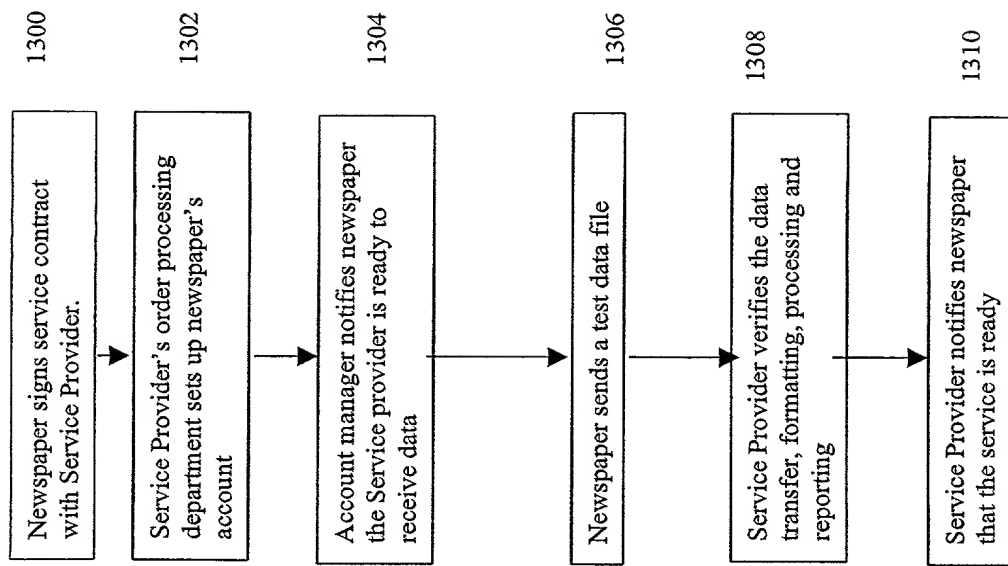 Newspaper signs service contract
with Service Provider.
1300
Service Provider's order processing
department sets up newspaper's
account
1302
Account manager notifies newspaper
the Service provider is ready to
receive data
1304
Newspaper sends a test data file
1306
Service Provider verifies the data
transfer, formatting, processing and
reporting
1308
Service Provider notifies newspaper
that the service is ready
1310